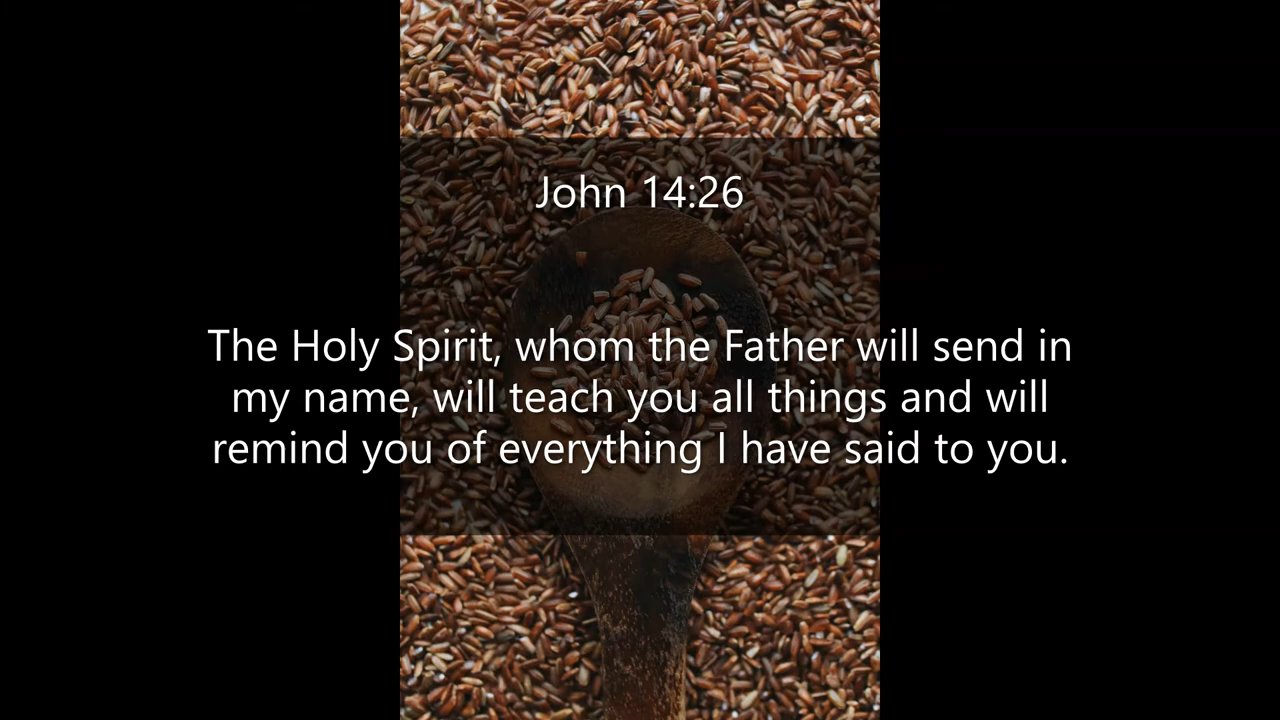 John 14:26
The Holy Spirit, whom the Father will send in
my name, will teach you all things and will
remind you of everything I have said to you.